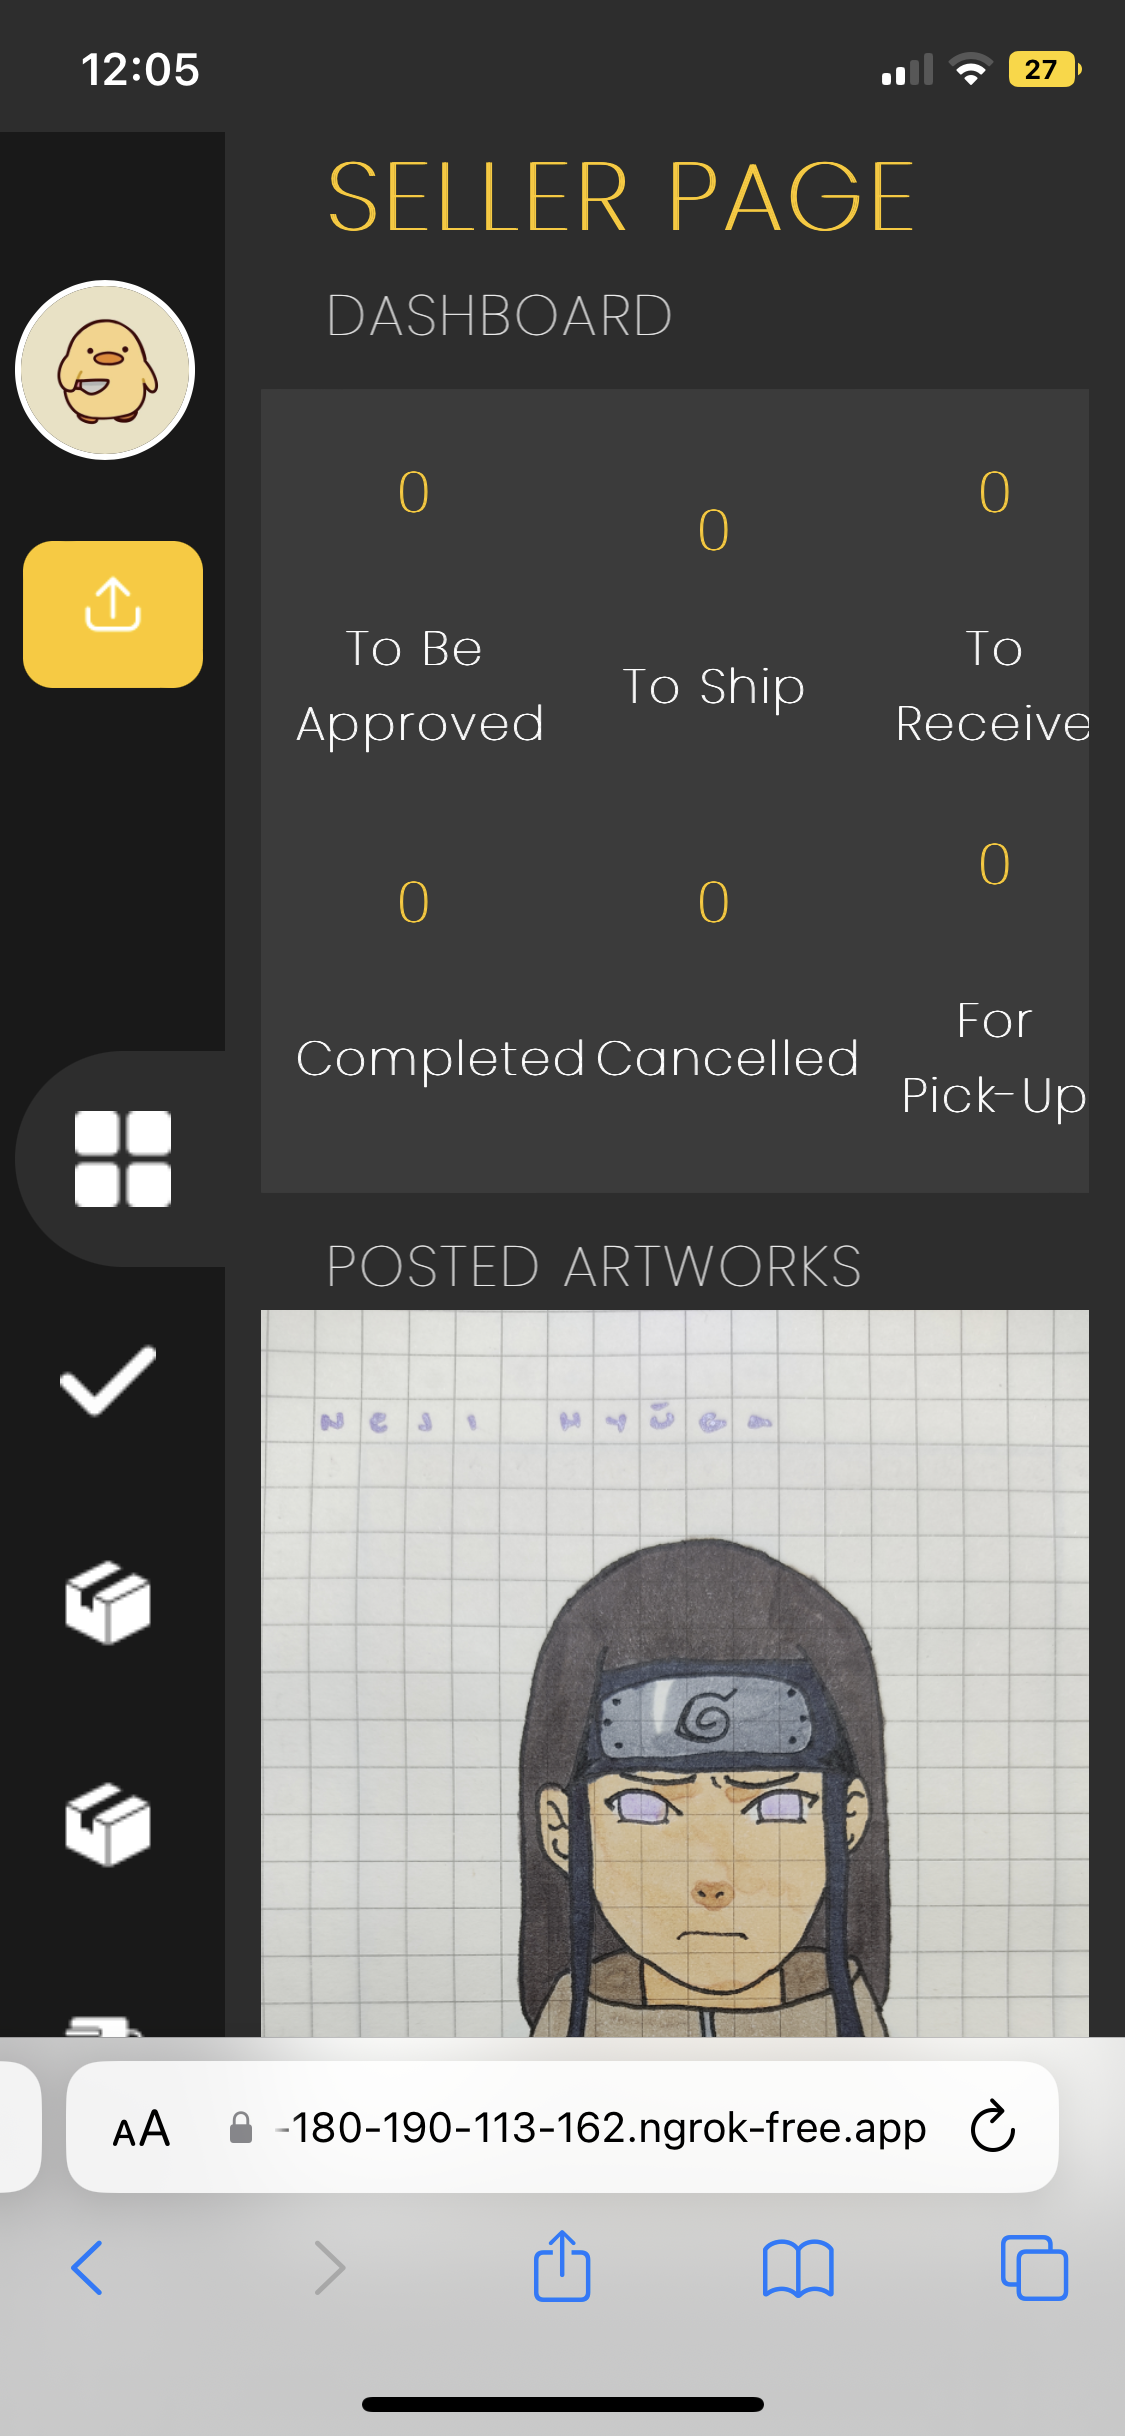 12:05
27
SELLER PAGE
DASHBOARD
0
0
0
To Be
Approved
To Ship
To
Receive
0
0
0
Completed
Cancelled
For
Pick-Up
POSTED ARTWORKS
NEJI HYŪGA
AA
-180-190-113-162.ngrok-free.app